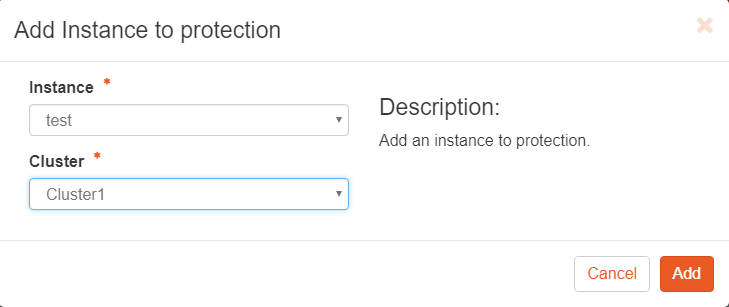 Add Instance to protection
Instance *
test
Cluster *
Cluster1
Description:
Add an instance to protection.
Cancel
Add